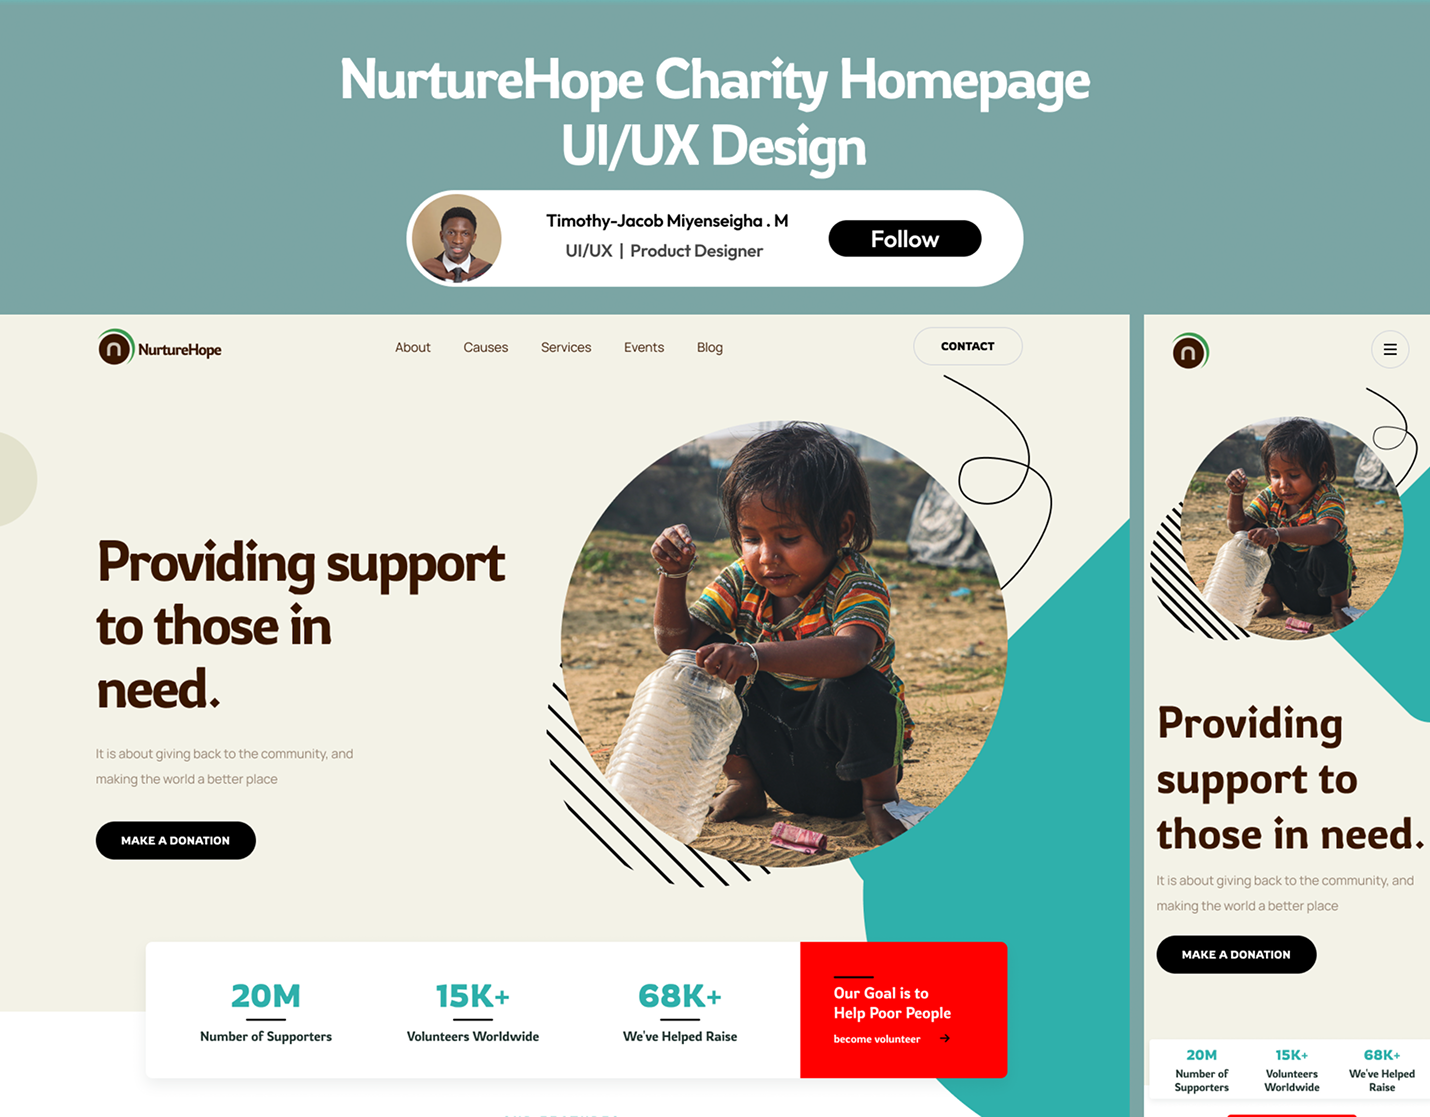 NurtureHope Charity Homepage
UI/UX Design
Timothy-Jacob Miyenseigha . M
UI/UX | Product Designer
Follow
NurtureHope
About
Causes
Services
Events
Blog
CONTACT
Providing support
to those in
need.
It is about giving back to the community, and
making the world a better place
MAKE A DONATION
20M
Number of Supporters
15K+
Volunteers Worldwide
68K+
We've Helped Raise
Our Goal is to
Help Poor People
become volunteer
Providing
support to
those in need.
It is about giving back to the community, and
making the world a better place
MAKE A DONATION
20M
Number of
Supporters
15K+
Volunteers
Worldwide
68K+
We've Helped
Raise